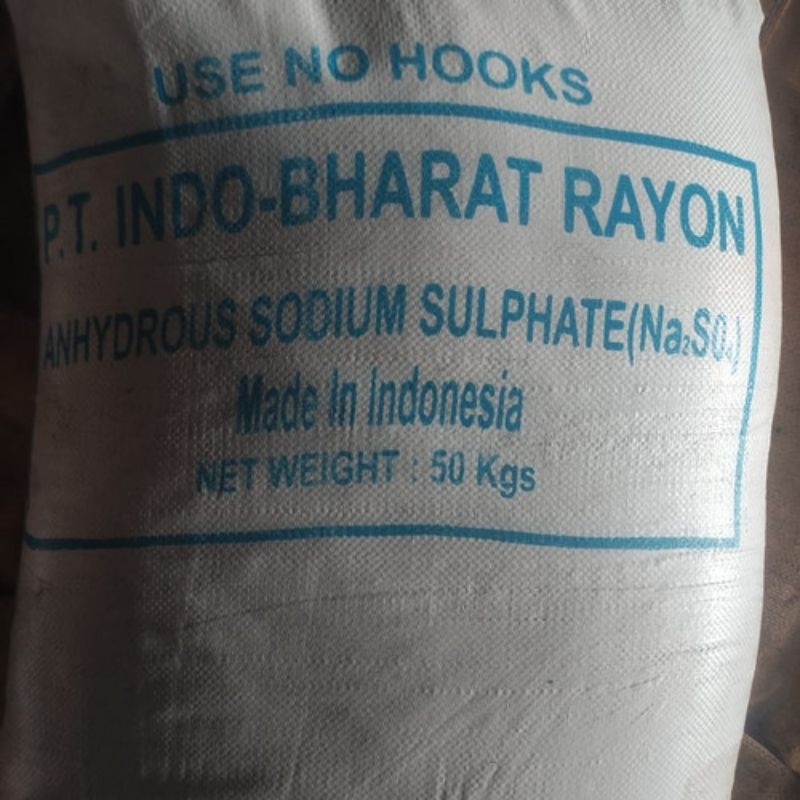 USE NO HOOKS
P.T. INDO-BHARAT RAYON
ANHYDROUS SODIUM SULPHATE(Na₂SO₄)
Made In Indonesia
NET WEIGHT : 50 Kgs